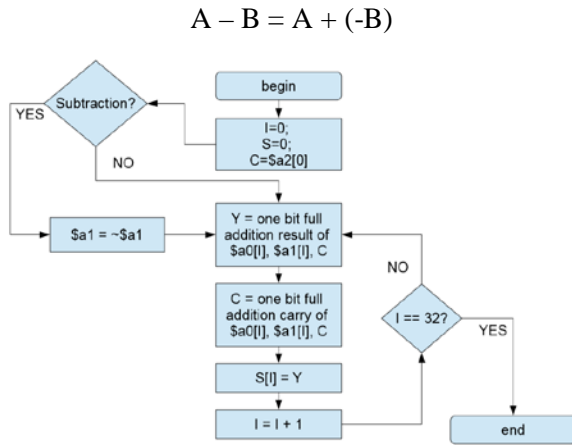 A – B = A + (-B)
begin
I=0;
S=0;
C=$a2[0]
Subtraction?
YES
NO
$a1 = ~$a1
Y = one bit full
addition result of
$a0[I], $a1[I], C
C = one bit full
addition carry of
$a0[I], $a1[I], C
S[I] = Y
I = I + 1
I == 32?
NO
YES
end